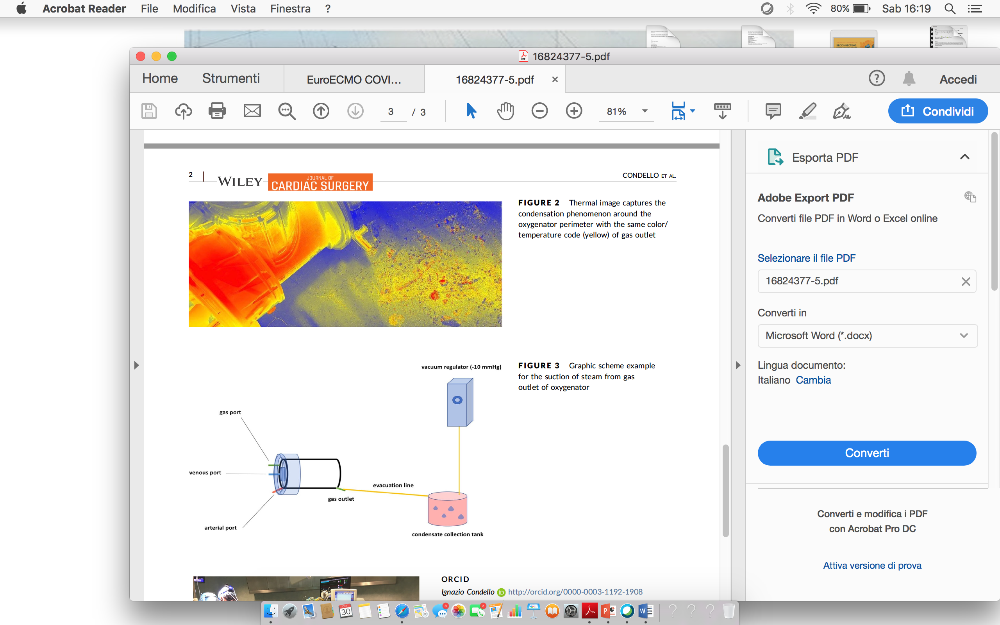 Acrobat Reader File Modifica Vista Finestra ?
80% Sab 16:19
RECONNECTING
16824377-5.pdf
Home Strumenti EuroECMO COVI... 16824377-5.pdf × ? Accedi
3 / 3 81% Condividi
2 WILEY JOURNAL OF CARDIAC SURGERY CONDELLO ET AL.
FIGURE 2 Thermal image captures the
condensation phenomenon around the
oxygenator perimeter with the same color/
temperature code (yellow) of gas outlet
vacuum regulator (-10 mmHg)
FIGURE 3 Graphic scheme example
for the suction of steam from gas
outlet of oxygenator
gas port
venous port
evacuation line
gas outlet
arterial port
condensate collection tank
ORCID
Ignazio Condello iD http://orcid.org/0000-0003-1192-1908
Esporta PDF
Adobe Export PDF
Converti file PDF in Word o Excel online
Selezionare il file PDF
16824377-5.pdf
Converti in
Microsoft Word (*.docx)
Lingua documento:
Italiano Cambia
Converti
Converti e modifica i PDF
con Acrobat Pro DC
Attiva versione di prova
OTT
30
8
2